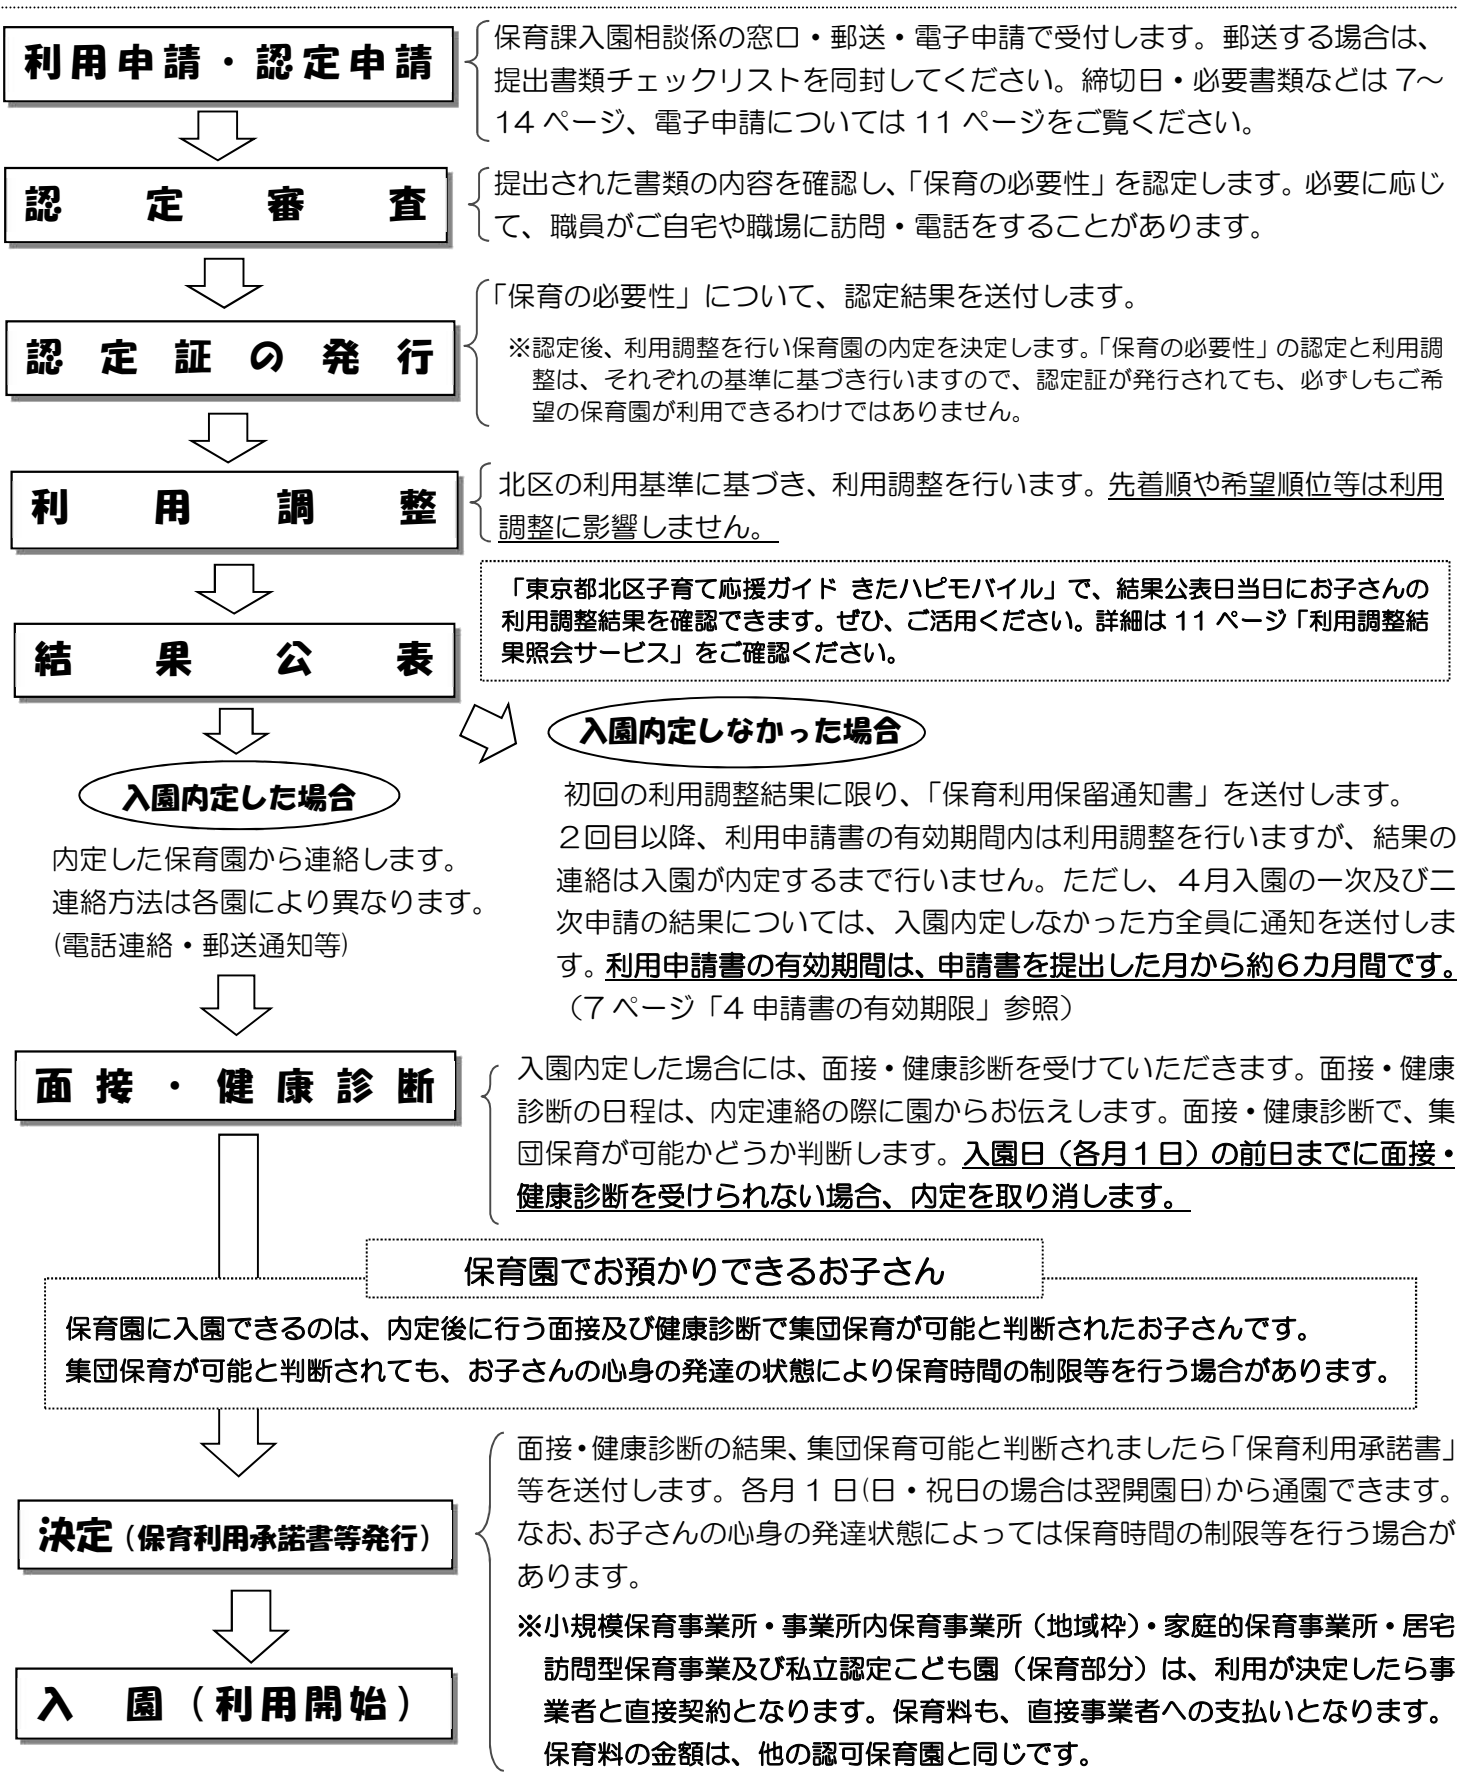 利用申請・認定申請
保育課入園相談係の窓口・郵送・電子申請で受付します。郵送する場合は、
提出書類チェックリストを同封してください。締切日・必要書類などは 7～
14 ページ、電子申請については 11 ページをご覧ください。
認定審査
提出された書類の内容を確認し、「保育の必要性」を認定します。必要に応じ
て、職員がご自宅や職場に訪問・電話をすることがあります。
認定証の発行
「保育の必要性」について、認定結果を送付します。
※認定後、利用調整を行い保育園の内定を決定します。「保育の必要性」の認定と利用調
整は、それぞれの基準に基づき行いますので、認定証が発行されても、必ずしもご希
望の保育園が利用できるわけではありません。
利用調整
北区の利用基準に基づき、利用調整を行います。先着順や希望順位等は利用
調整に影響しません。
「東京都北区子育て応援ガイド きたハピモバイル」で、結果公表日当日にお子さんの
利用調整結果を確認できます。ぜひ、ご活用ください。詳細は 11 ページ「利用調整結
果照会サービス」をご確認ください。
結果公表
入園内定しなかった場合
初回の利用調整結果に限り、「保育利用保留通知書」を送付します。
２回目以降、利用申請書の有効期間内は利用調整を行いますが、結果の
連絡は入園が内定するまで行いません。ただし、４月入園の一次及び二
次申請の結果については、入園内定しなかった方全員に通知を送付しま
す。利用申請書の有効期間は、申請書を提出した月から約６カ月間です。
（7 ページ「4 申請書の有効期限」参照）
入園内定した場合
内定した保育園から連絡します。
連絡方法は各園により異なります。
(電話連絡・郵送通知等)
面接・健康診断
入園内定した場合には、面接・健康診断を受けていただきます。面接・健康
診断の日程は、内定連絡の際に園からお伝えします。面接・健康診断で、集
団保育が可能かどうか判断します。入園日（各月１日）の前日までに面接・
健康診断を受けられない場合、内定を取り消します。
保育園でお預かりできるお子さん
保育園に入園できるのは、内定後に行う面接及び健康診断で集団保育が可能と判断されたお子さんです。
集団保育が可能と判断されても、お子さんの心身の発達の状態により保育時間の制限等を行う場合があります。
決定（保育利用承諾書等発行）
面接・健康診断の結果、集団保育可能と判断されましたら「保育利用承諾書」
等を送付します。各月 1 日(日・祝日の場合は翌開園日)から通園できます。
なお、お子さんの心身の発達状態によっては保育時間の制限等を行う場合が
あります。
※小規模保育事業所・事業所内保育事業所（地域枠）・家庭的保育事業所・居宅
訪問型保育事業及び私立認定こども園（保育部分）は、利用が決定したら事
業者と直接契約となります。保育料も、直接事業者への支払いとなります。
保育料の金額は、他の認可保育園と同じです。
入園（利用開始）